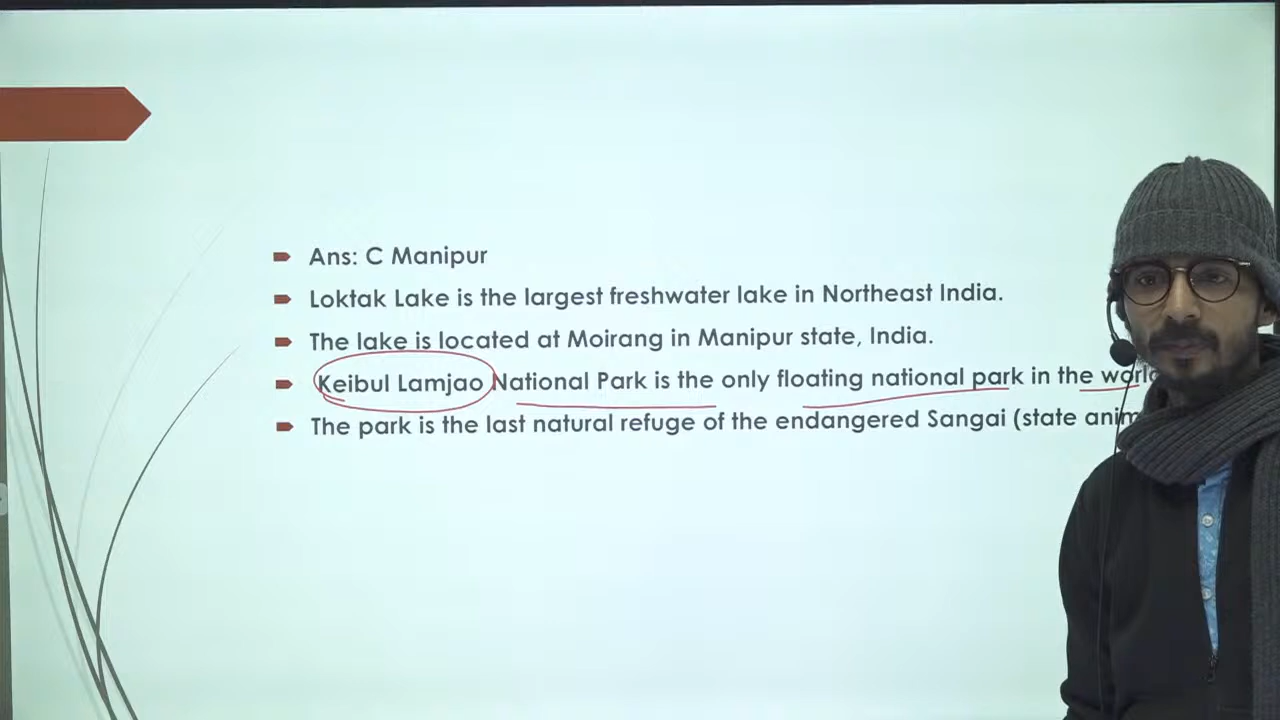 Ans: C Manipur
Loktak Lake is the largest freshwater lake in Northeast India.
The lake is located at Moirang in Manipur state, India.
Keibul Lamjao National Park is the only floating national park in the world
The park is the last natural refuge of the endangered Sangai (state